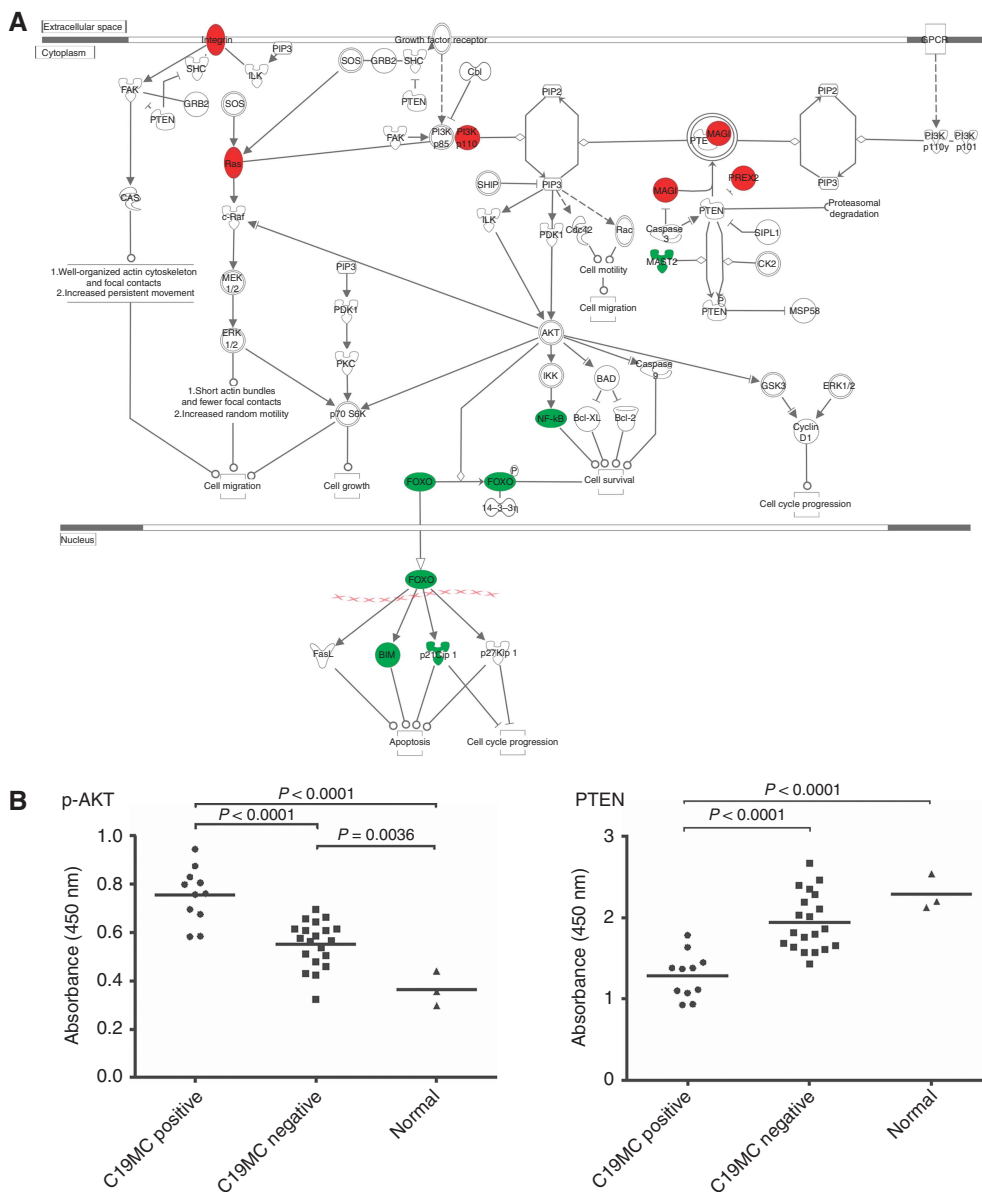 A
Extracellular space
Cytoplasm
Integrin
Growth factor receptor
GPCR
SHC
ILK
PIP3
FAK
GRB2
PTEN
SOS
SOS
GRB2
SHC
PTEN
Cbl
FAK
PI3K p85
PI3K p110
Ras
PIP2
PIP3
PTE
MAGI
PIP2
PIP3
PI3K p110γ
PI3K p101
CAS
c-Raf
SHIP
ILK
PDK1
Cdc42
Rac
MAGI
PREX2
PTEN
Proteasomal degradation
Caspase 3
SIPL1
MAST2
CK2
P
PTEN
MSP58
Cell motility
Cell migration
1.Well-organized actin cytoskeleton
and focal contacts
2.Increased persistent movement
MEK 1/2
PIP3
PDK1
ERK 1/2
PKC
AKT
IKK
BAD
Caspase 9
GSK3
ERK1/2
1.Short actin bundles
and fewer focal contacts
2.Increased random motility
p70 S6K
NF-kB
Bcl-XL
Bcl-2
Cyclin D1
Cell migration
Cell growth
FOXO
FOXO
P
14-3-3η
Cell survival
Cell cycle progression
Nucleus
FOXO
FasL
BIM
p21Cip 1
p27Kip 1
Apoptosis
Cell cycle progression
B
p-AKT
P < 0.0001
P < 0.0001
P = 0.0036
Absorbance (450 nm)
1.0
0.8
0.6
0.4
0.2
0.0
C19MC positive
C19MC negative
Normal
PTEN
P < 0.0001
P < 0.0001
Absorbance (450 nm)
3
2
1
0
C19MC positive
C19MC negative
Normal